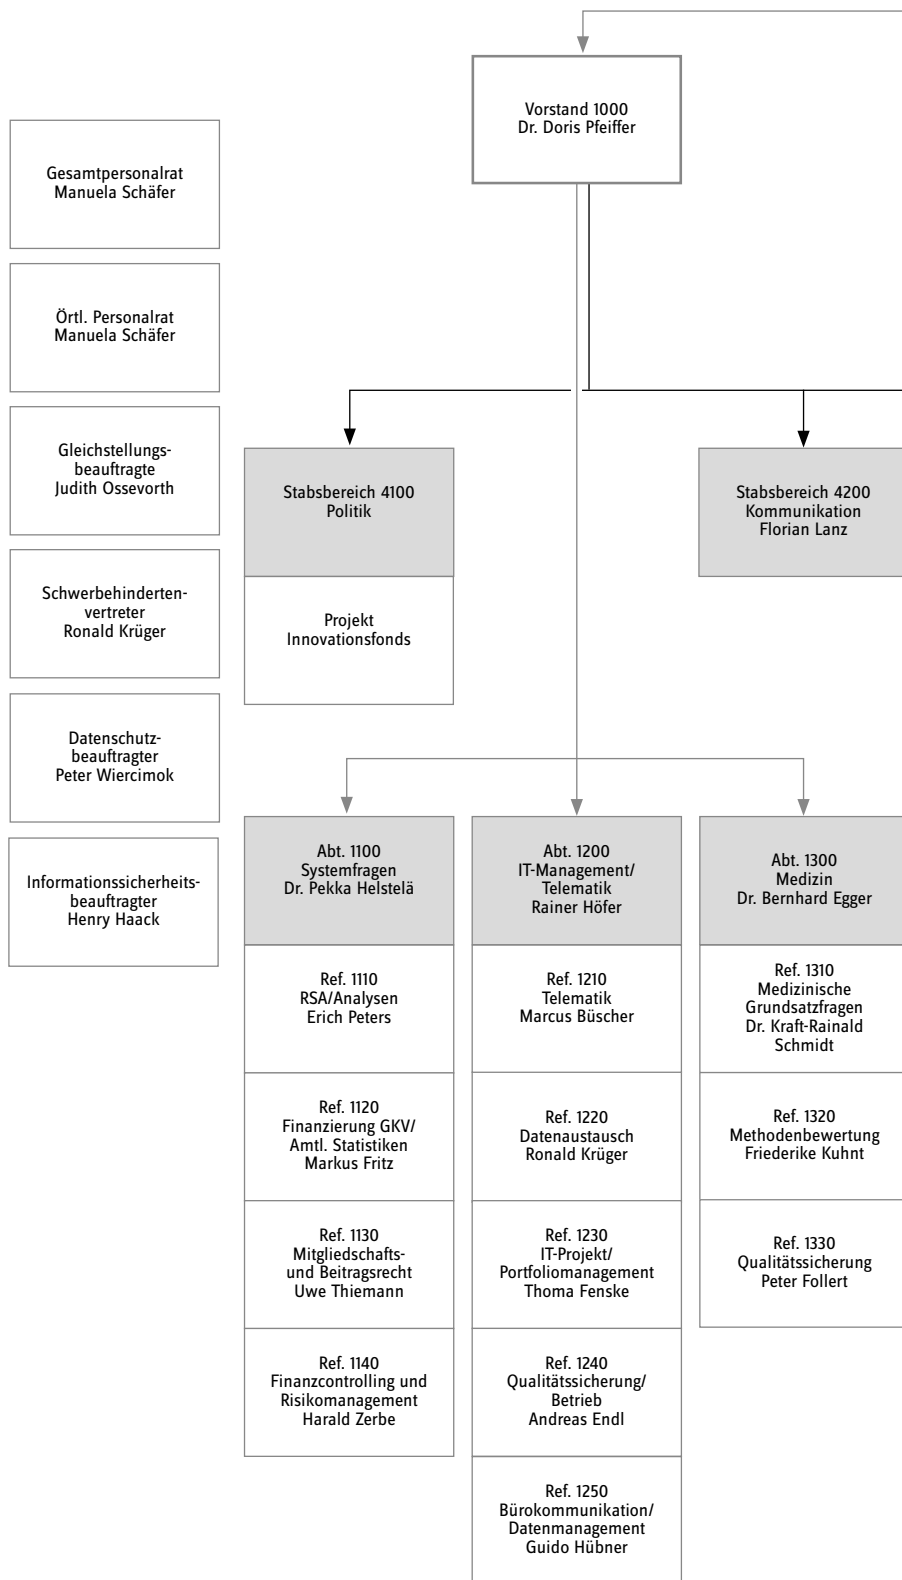 Vorstand 1000
Dr. Doris Pfeiffer
Gesamtpersonalrat
Manuela Schäfer
Örtl. Personalrat
Manuela Schäfer
Gleichstellungs-
beauftragte
Judith Ossevorth
Schwerbehinderten-
vertreter
Ronald Krüger
Datenschutz-
beauftragter
Peter Wiercimok
Informationssicherheits-
beauftragter
Henry Haack
Stabsbereich 4100
Politik
Projekt
Innovationsfonds
Stabsbereich 4200
Kommunikation
Florian Lanz
Abt. 1100
Systemfragen
Dr. Pekka Helstelä
Ref. 1110
RSA/Analysen
Erich Peters
Ref. 1120
Finanzierung GKV/
Amtl. Statistiken
Markus Fritz
Ref. 1130
Mitgliedschafts-
und Beitragsrecht
Uwe Thiemann
Ref. 1140
Finanzcontrolling und
Risikomanagement
Harald Zerbe
Abt. 1200
IT-Management/
Telematik
Rainer Höfer
Ref. 1210
Telematik
Marcus Büscher
Ref. 1220
Datenaustausch
Ronald Krüger
Ref. 1230
IT-Projekt/
Portfoliomanagement
Thoma Fenske
Ref. 1240
Qualitätssicherung/
Betrieb
Andreas Endl
Ref. 1250
Bürokommunikation/
Datenmanagement
Guido Hübner
Abt. 1300
Medizin
Dr. Bernhard Egger
Ref. 1310
Medizinische
Grundsatzfragen
Dr. Kraft-Rainald
Schmidt
Ref. 1320
Methodenbewertung
Friederike Kuhnt
Ref. 1330
Qualitätssicherung
Peter Follert